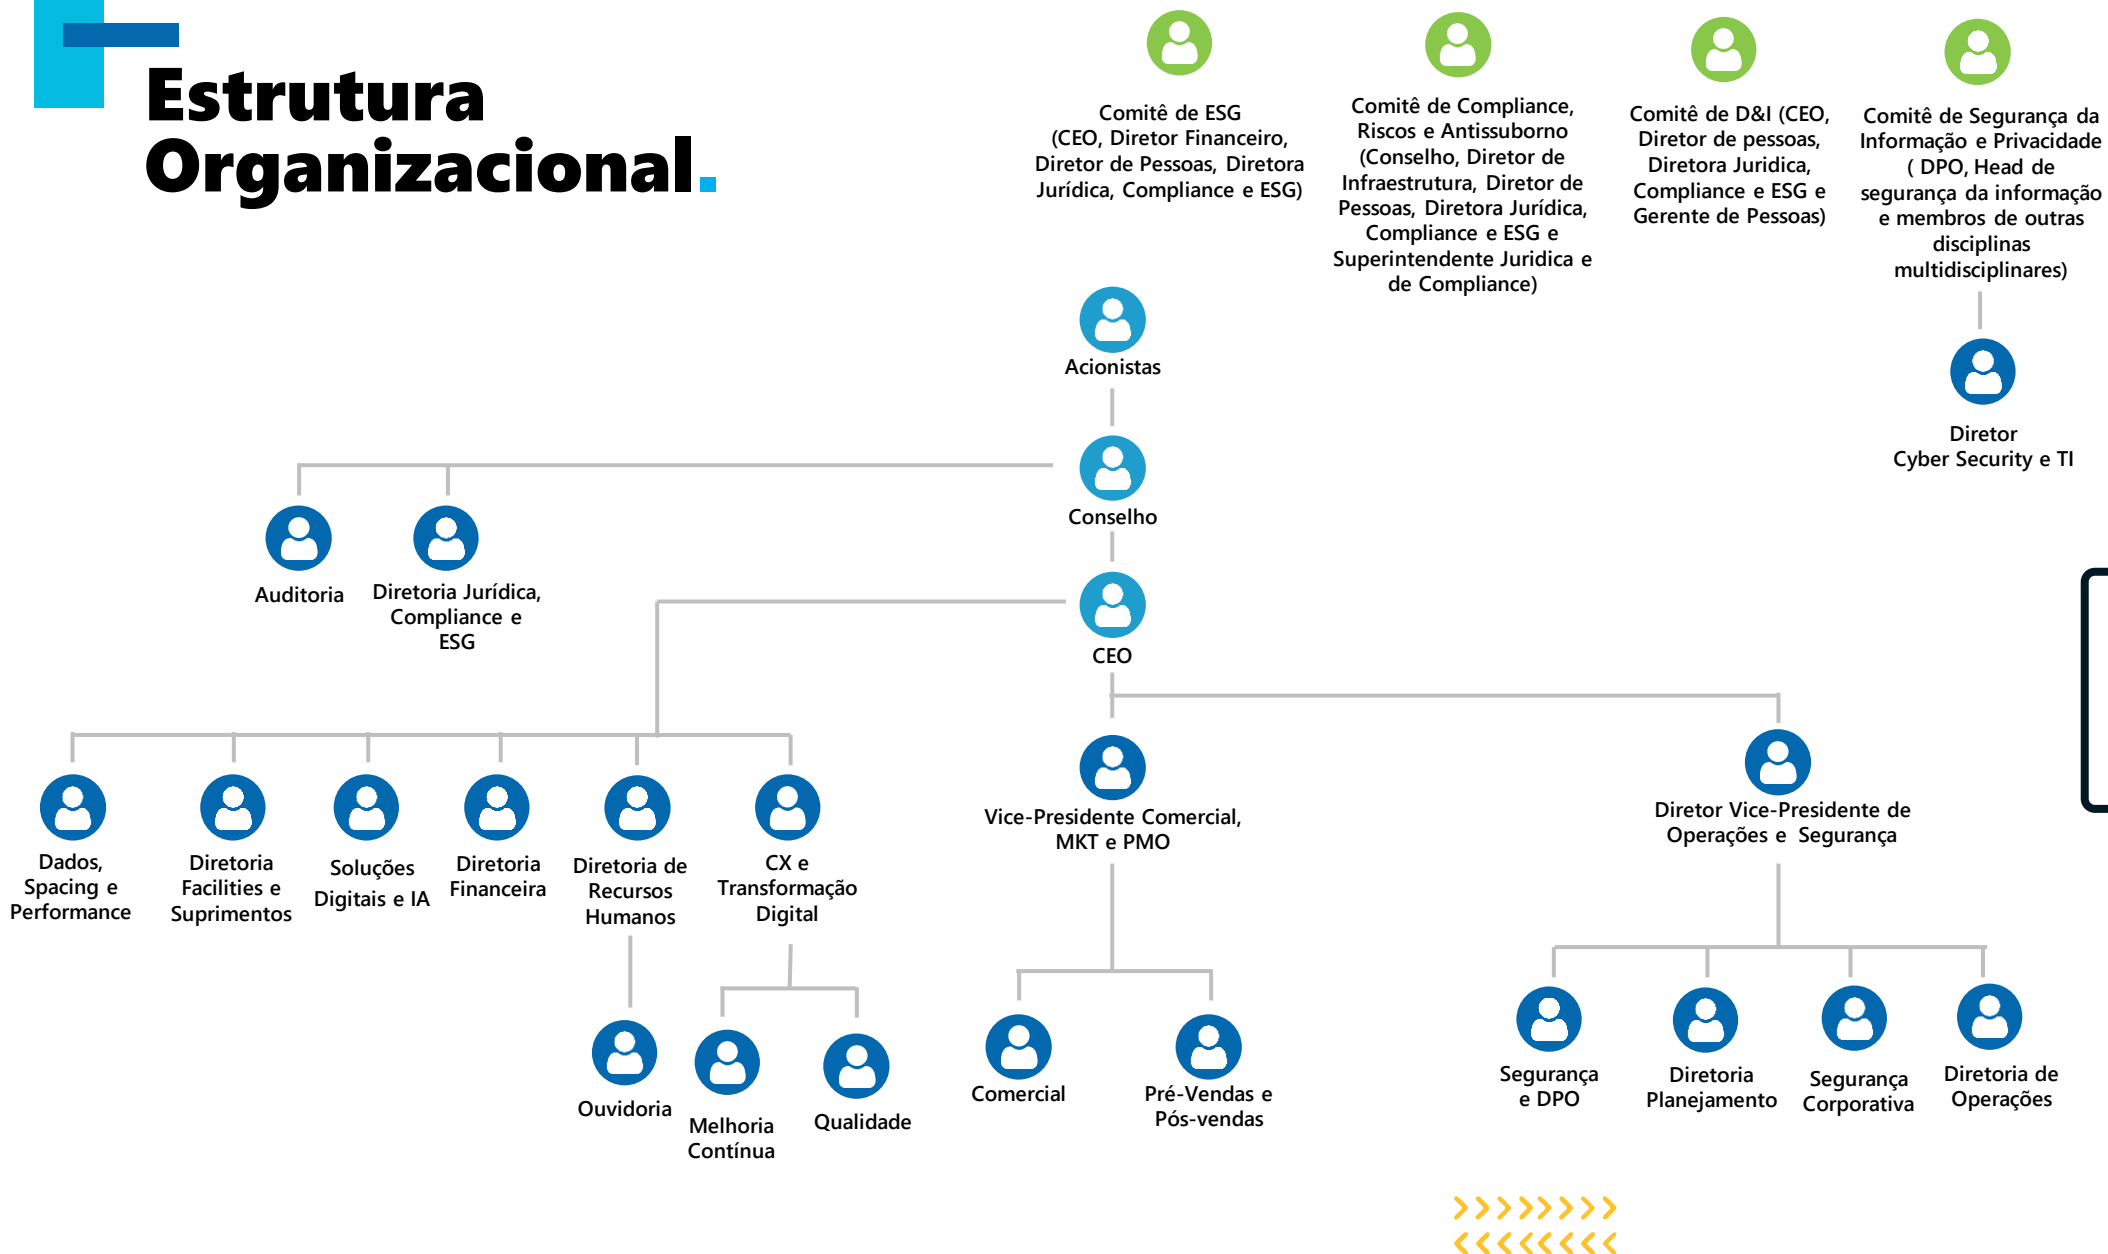 Estrutura
Organizacional.
Comitê de ESG
(CEO, Diretor Financeiro,
Diretor de Pessoas, Diretora
Jurídica, Compliance e ESG)
Comitê de Compliance,
Riscos e Antissuborno
(Conselho, Diretor de
Infraestrutura, Diretor de
Pessoas, Diretora Jurídica,
Compliance e ESG e
Superintendente Juridica e
de Compliance)
Comitê de D&I (CEO,
Diretor de pessoas,
Diretora Juridica,
Compliance e ESG e
Gerente de Pessoas)
Comitê de Segurança da
Informação e Privacidade
( DPO, Head de
segurança da informação
e membros de outras
disciplinas
multidisciplinares)
Acionistas
Diretor
Cyber Security e TI
Conselho
Auditoria
Diretoria Jurídica,
Compliance e
ESG
CEO
Vice-Presidente Comercial,
MKT e PMO
Diretor Vice-Presidente de
Operações e Segurança
Dados,
Spacing e
Performance
Diretoria
Facilities e
Suprimentos
Soluções
Digitais e IA
Diretoria
Financeira
Diretoria de
Recursos
Humanos
CX e
Transformação
Digital
Ouvidoria
Melhoria
Contínua
Qualidade
Comercial
Pré-Vendas e
Pós-vendas
Segurança
e DPO
Diretoria
Planejamento
Segurança
Corporativa
Diretoria de
Operações